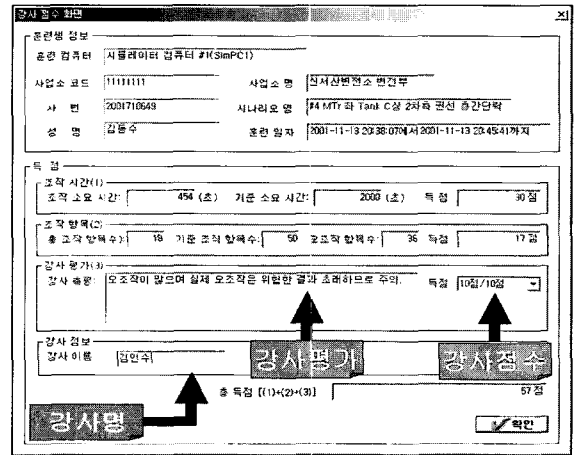 강사 점수 화면
훈련생 정보
훈련 컴퓨터 시뮬레이터 컴퓨터 #1(SimPC1)
사업소 코드 11111111 사업소 명 신서산변전소 변전부
사 번 2001710649 시나리오 명 #4 MTr 좌 Tank C상 2차측 권선 층간단락
성 명 김동수 훈련 일자 2001-11-13 20:38:07에서 2001-11-13 20:45:41까지
득 점
조작 시간(1)
조작 소요 시간: 454 (초) 기준 소요 시간: 2000 (초) 득 점 30 점
조작 항목(2)
총 조작 항목수: 19 기준 조작 항목수: 50 오조작 항목수: 36 득점 17 점
강사 평가(3)
강사 총평: 오조작이 많으며 실제 오조작은 위험한 결과 초래하므로 주의. 득점 10점/10점
강사 정보
강사 이름 김인수
강사평가 강사점수
총 득점 [(1)+(2)+(3)] 57 점
강사명 확인